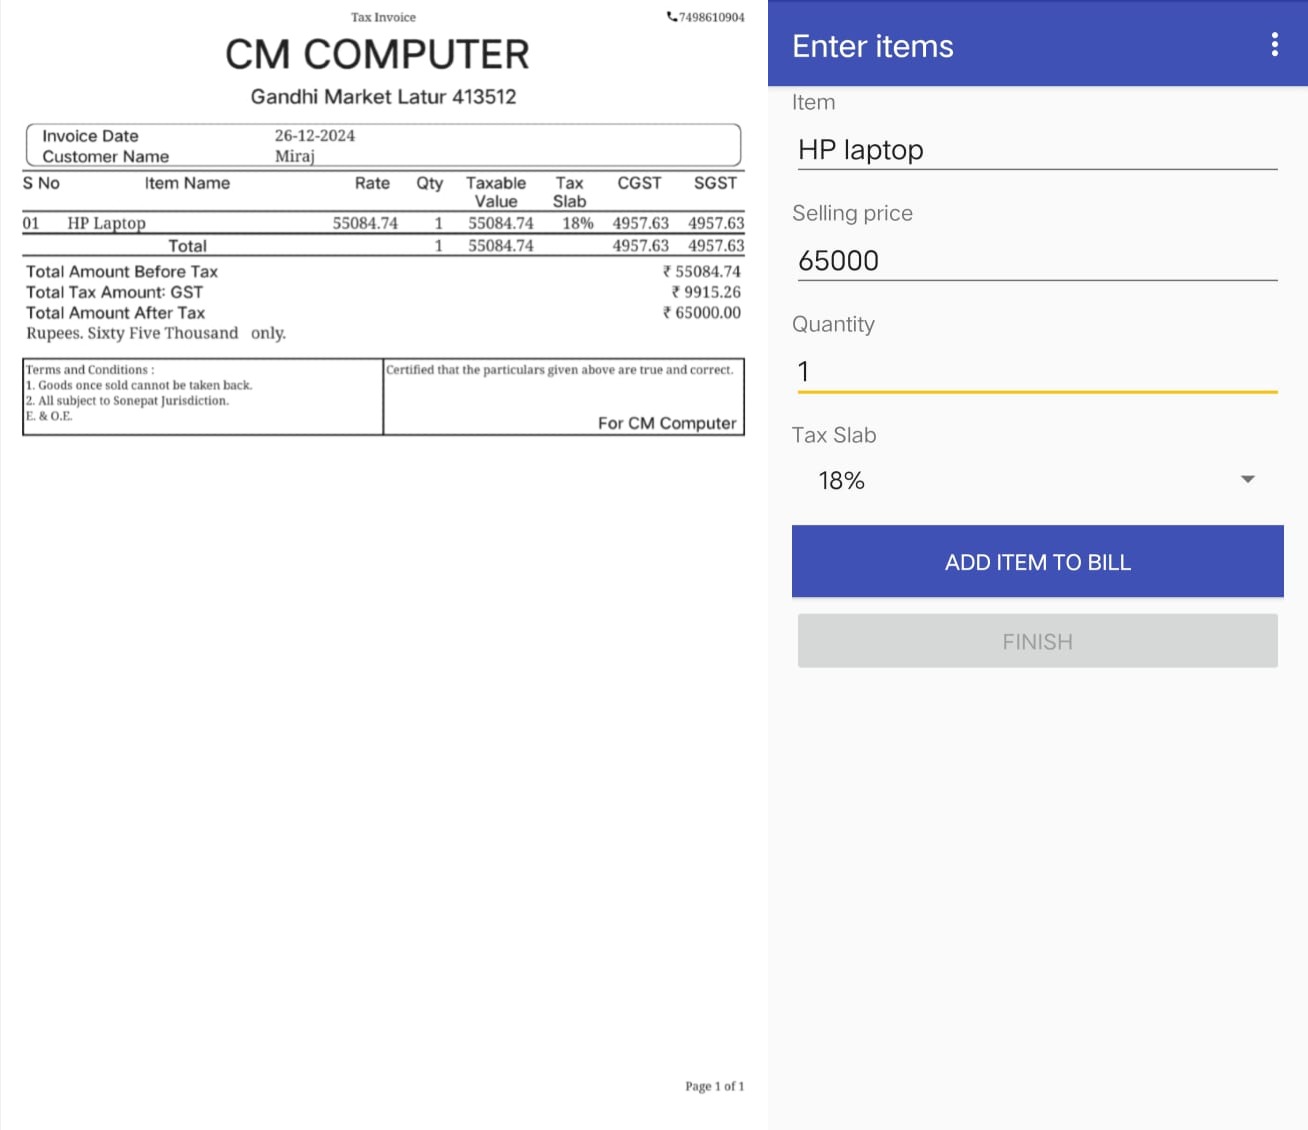 Tax Invoice
7498610904
CM COMPUTER
Gandhi Market Latur 413512
Invoice Date 26-12-2024
Customer Name Miraj
S No Item Name Rate Qty Taxable Value Tax Slab CGST SGST
01 HP Laptop 55084.74 1 55084.74 18% 4957.63 4957.63
Total 1 55084.74 4957.63 4957.63
Total Amount Before Tax ₹ 55084.74
Total Tax Amount: GST ₹ 9915.26
Total Amount After Tax ₹ 65000.00
Rupees. Sixty Five Thousand only.
Terms and Conditions :
1. Goods once sold cannot be taken back.
2. All subject to Sonepat Jurisdiction.
E. & O.E.
Certified that the particulars given above are true and correct.
For CM Computer
Page 1 of 1
Enter items
Item
HP laptop
Selling price
65000
Quantity
1
Tax Slab
18%
ADD ITEM TO BILL
FINISH